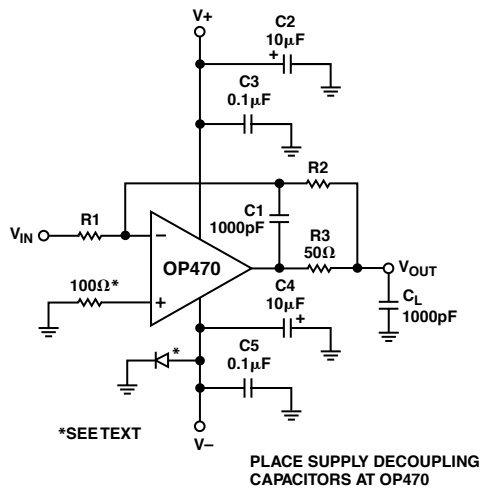 V+
C2
10µF
+
C3
0.1µF
R2
R1
C1
1000pF
R3
50Ω
VIN
–
OP470
VOUT
100Ω*
+
C4
10µF
+
CL
1000pF
*
C5
0.1µF
*SEE TEXT
V–
PLACE SUPPLY DECOUPLING
CAPACITORS AT OP470